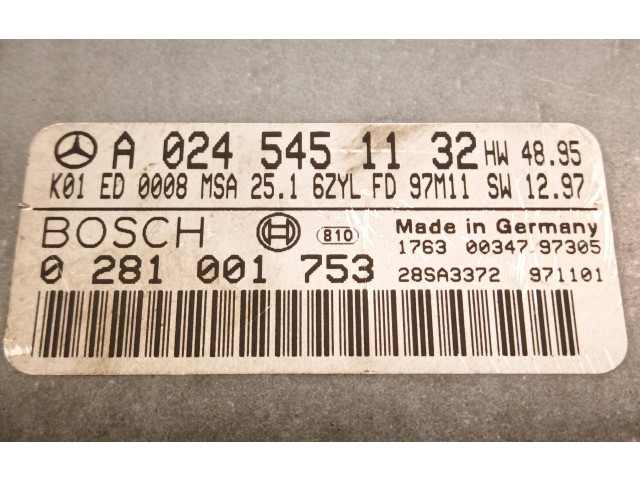 A 024 545 11 32 HW 48.95
K01 ED 0008 MSA 25.1 6ZYL FD 97M11 SW 12.97
BOSCH 810 Made in Germany
1763 00347 97305
0 281 001 753 28SA3372 971101